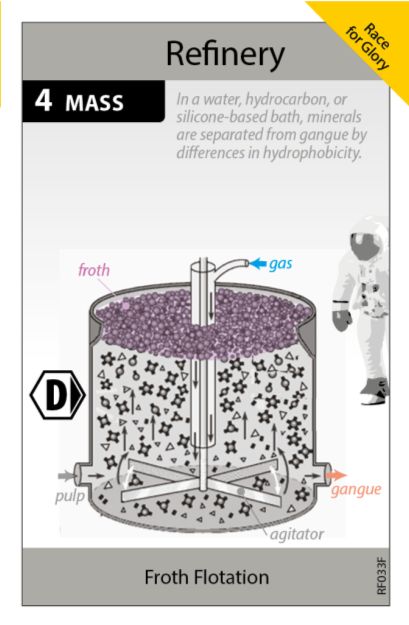 Race
for Glory
Refinery
4 MASS
In a water, hydrocarbon, or
silicone-based bath, minerals
are separated from gangue by
differences in hydrophobicity.
froth
gas
D
pulp
gangue
agitator
Froth Flotation
RF033F